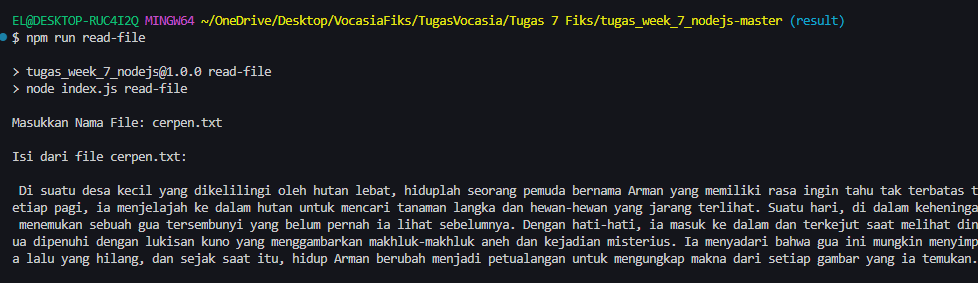 EL@DESKTOP-RUC4I2Q MINGW64 ~/OneDrive/Desktop/VocasiaFiks/TugasVocasia/Tugas 7 Fiks/tugas_week_7_nodejs-master (result)
$ npm run read-file
> tugas_week_7_nodejs@1.0.0 read-file
> node index.js read-file
Masukkan Nama File: cerpen.txt
Isi dari file cerpen.txt:
Di suatu desa kecil yang dikelilingi oleh hutan lebat, hiduplah seorang pemuda bernama Arman yang memiliki rasa ingin tahu tak terbatas t
etiap pagi, ia menjelajah ke dalam hutan untuk mencari tanaman langka dan hewan-hewan yang jarang terlihat. Suatu hari, di dalam keheninga
menemukan sebuah gua tersembunyi yang belum pernah ia lihat sebelumnya. Dengan hati-hati, ia masuk ke dalam dan terkejut saat melihat din
ua dipenuhi dengan lukisan kuno yang menggambarkan makhluk-makhluk aneh dan kejadian misterius. Ia menyadari bahwa gua ini mungkin menyimp
a lalu yang hilang, dan sejak saat itu, hidup Arman berubah menjadi petualangan untuk mengungkap makna dari setiap gambar yang ia temukan.